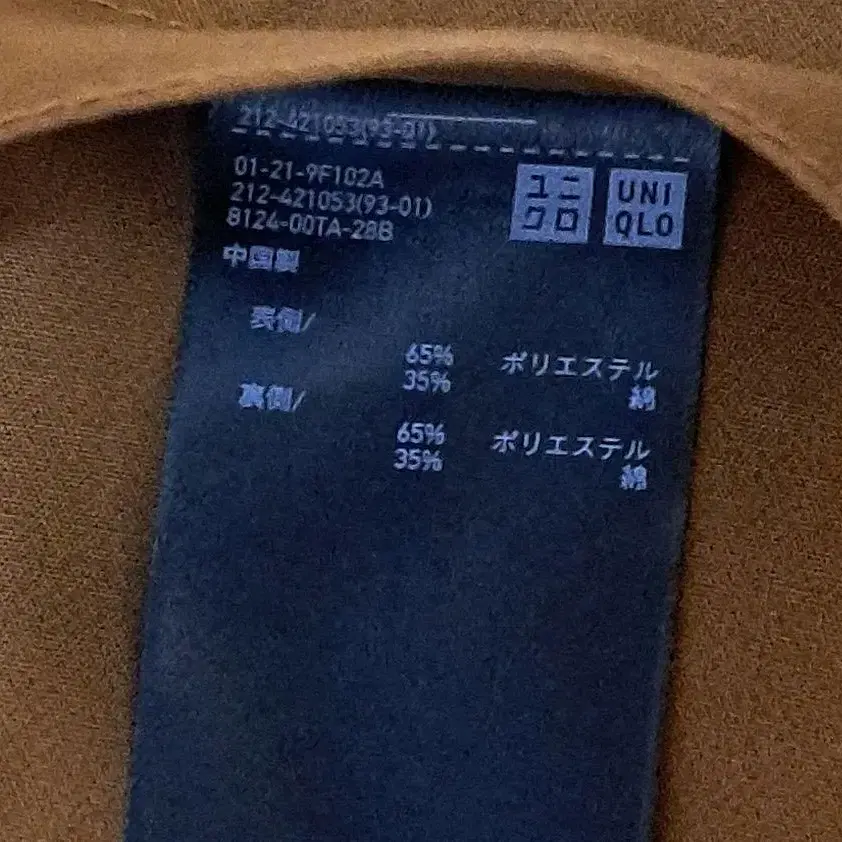 212-421053(93-01)
01-21-9F102A
212-421053(93-01)
8124-00TA-28B
ユニ
クロ
UNI
QLO
中国製
表側/
65% ポリエステル
35% 綿
裏側/
65% ポリエステル
35% 綿